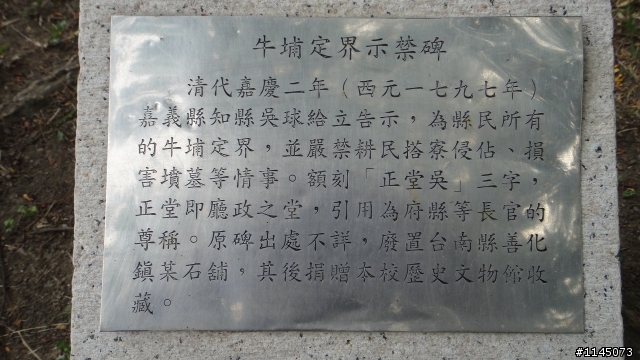 牛埔定界示禁碑
清代嘉慶二年（西元一七九七年）
嘉義縣知縣吳球給立告示，為縣民所有
的牛埔定界，並嚴禁耕民搭寮侵佔、損
害墳墓等情事。額刻「正堂吳」三字，
正堂即廳政之堂，引用為府縣等長官的
尊稱。原碑出處不詳，廢置台南縣善化
鎮某石舖，其後捐贈本校歷史文物館收
藏。
#1145073